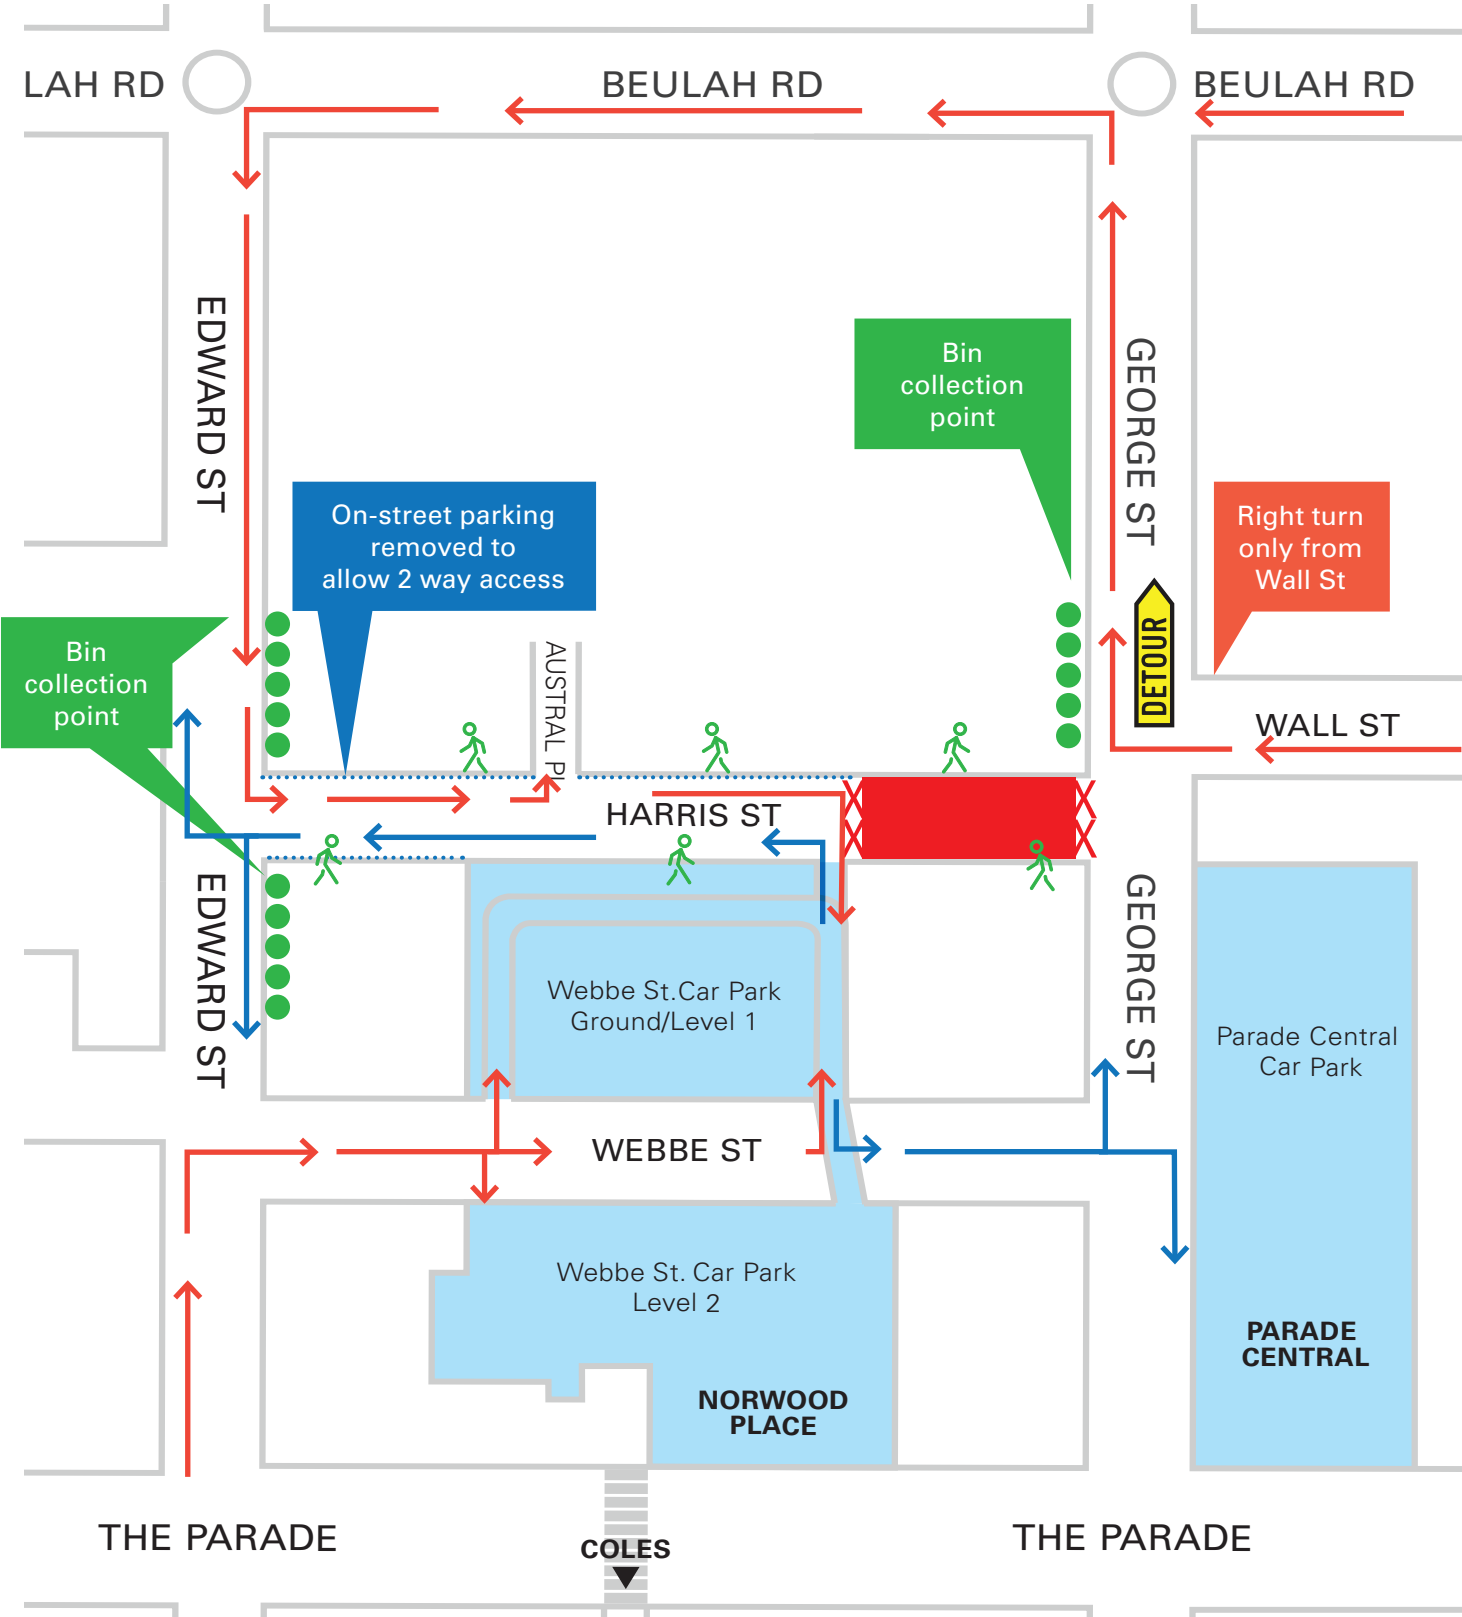 LAH RD
BEULAH RD
BEULAH RD
EDWARD ST
GEORGE ST
Bin
collection
point
On-street parking
removed to
allow 2 way access
Right turn
only from
Wall St
Bin
collection
point
AUSTRAL PL
DETOUR
WALL ST
HARRIS ST
EDWARD ST
GEORGE ST
Webbe St.Car Park
Ground/Level 1
Parade Central
Car Park
WEBBE ST
Webbe St. Car Park
Level 2
PARADE
CENTRAL
NORWOOD
PLACE
THE PARADE
COLES
THE PARADE